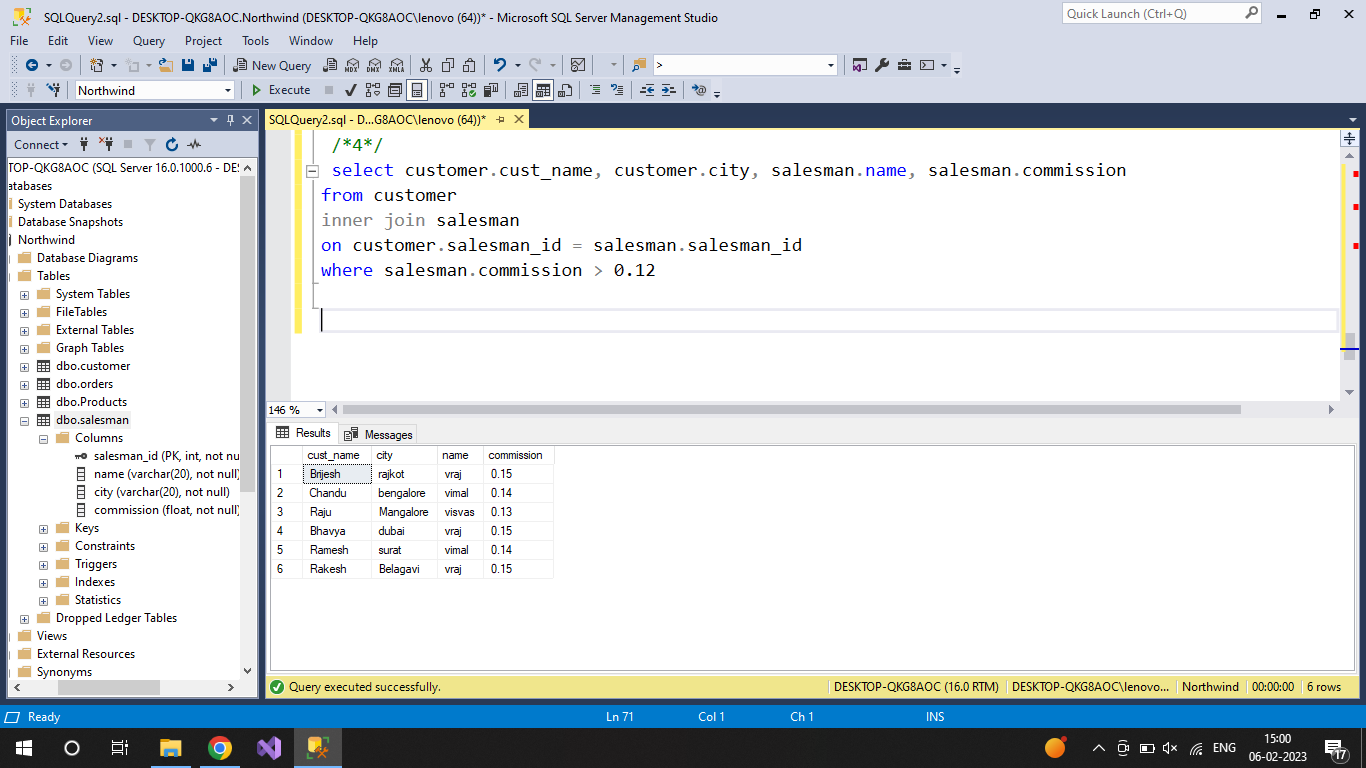 SQLQuery2.sql - DESKTOP-QKG8AOC.Northwind (DESKTOP-QKG8AOC\lenovo (64))* - Microsoft SQL Server Management Studio
Quick Launch (Ctrl+Q)
File Edit View Query Project Tools Window Help
New Query MDX DMX XMLA >
Northwind Execute
Object Explorer
SQLQuery2.sql - D...G8AOC\lenovo (64))*
Connect
TOP-QKG8AOC (SQL Server 16.0.1000.6 - DES
atabases
System Databases
Database Snapshots
Northwind
Database Diagrams
Tables
System Tables
FileTables
External Tables
Graph Tables
dbo.customer
dbo.orders
dbo.Products
dbo.salesman
Columns
salesman_id (PK, int, not nu
name (varchar(20), not null)
city (varchar(20), not null)
commission (float, not null)
Keys
Constraints
Triggers
Indexes
Statistics
Dropped Ledger Tables
Views
External Resources
Synonyms
/*4*/
select customer.cust_name, customer.city, salesman.name, salesman.commission
from customer
inner join salesman
on customer.salesman_id = salesman.salesman_id
where salesman.commission > 0.12
146 %
Results Messages
cust_name city name commission
1 Brijesh rajkot vraj 0.15
2 Chandu bengalore vimal 0.14
3 Raju Mangalore visvas 0.13
4 Bhavya dubai vraj 0.15
5 Ramesh surat vimal 0.14
6 Rakesh Belagavi vraj 0.15
Query executed successfully. DESKTOP-QKG8AOC (16.0 RTM) DESKTOP-QKG8AOC\lenovo... Northwind 00:00:00 6 rows
Ready Ln 71 Col 1 Ch 1 INS
ENG 15:00
06-02-2023 17